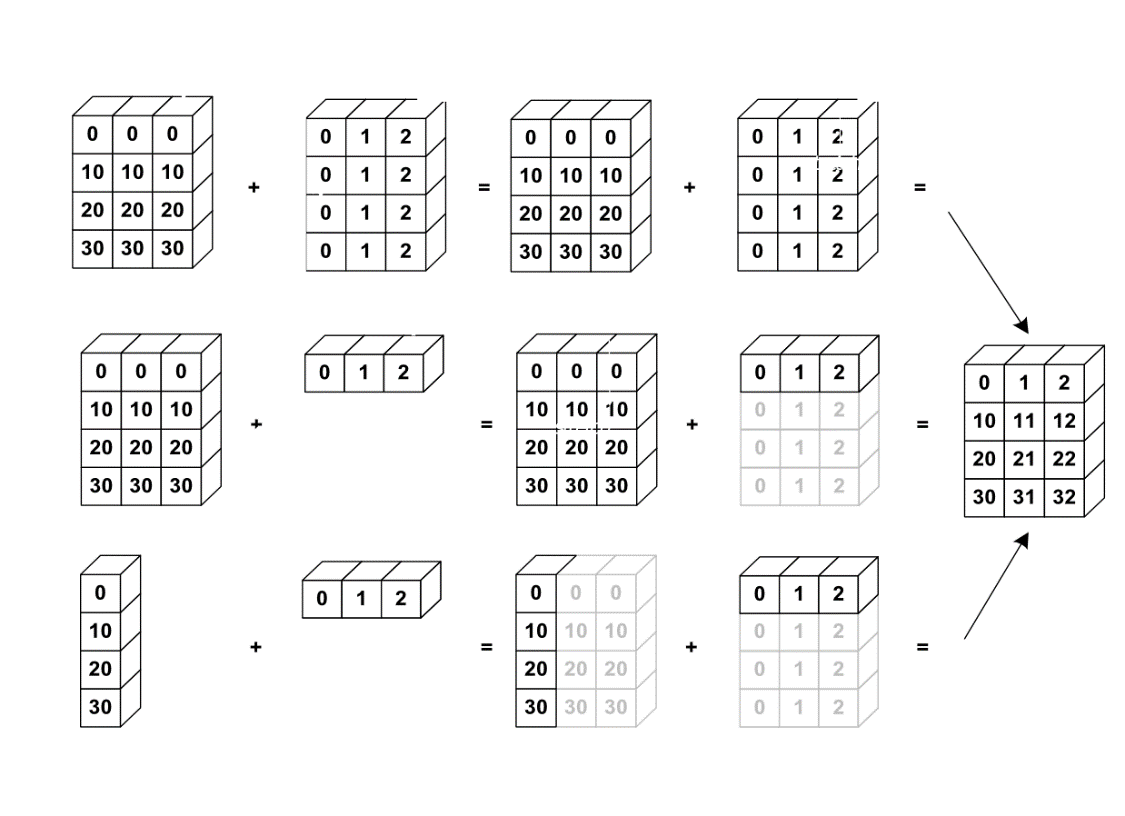 0 0 0 0 1 2 0 0 0 0 1 2
10 10 10 0 1 2 10 10 10 0 1 2
+ = + =
20 20 20 0 1 2 20 20 20 0 1 2
30 30 30 0 1 2 30 30 30 0 1 2
0 0 0 0 1 2 0 0 0 0 1 2
10 10 10 10 10 10 0 1 2
+ = + =
20 20 20 20 20 20 0 1 2
30 30 30 30 30 30 0 1 2
0 1 2
10 11 12
20 21 22
30 31 32
0 0 1 2 0 0 0 0 1 2
10 10 10 10 0 1 2
+ = + =
20 20 20 20 0 1 2
30 30 30 30 0 1 2